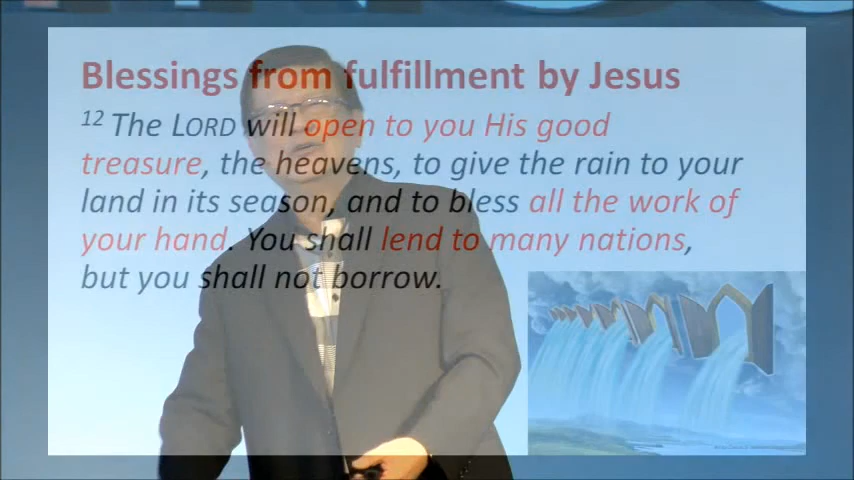 Blessings from fulfillment by Jesus
12 The LORD will open to you His good
treasure, the heavens, to give the rain to your
land in its season, and to bless all the work of
your hand. You shall lend to many nations,
but you shall not borrow.